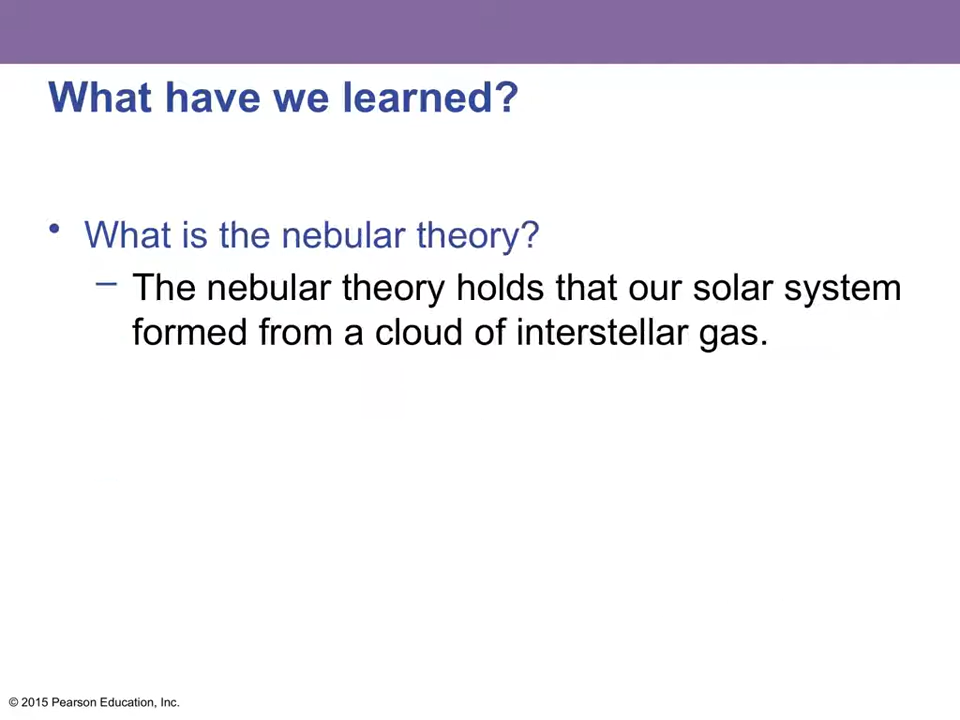 What have we learned?
• What is the nebular theory?
– The nebular theory holds that our solar system
formed from a cloud of interstellar gas.
© 2015 Pearson Education, Inc.